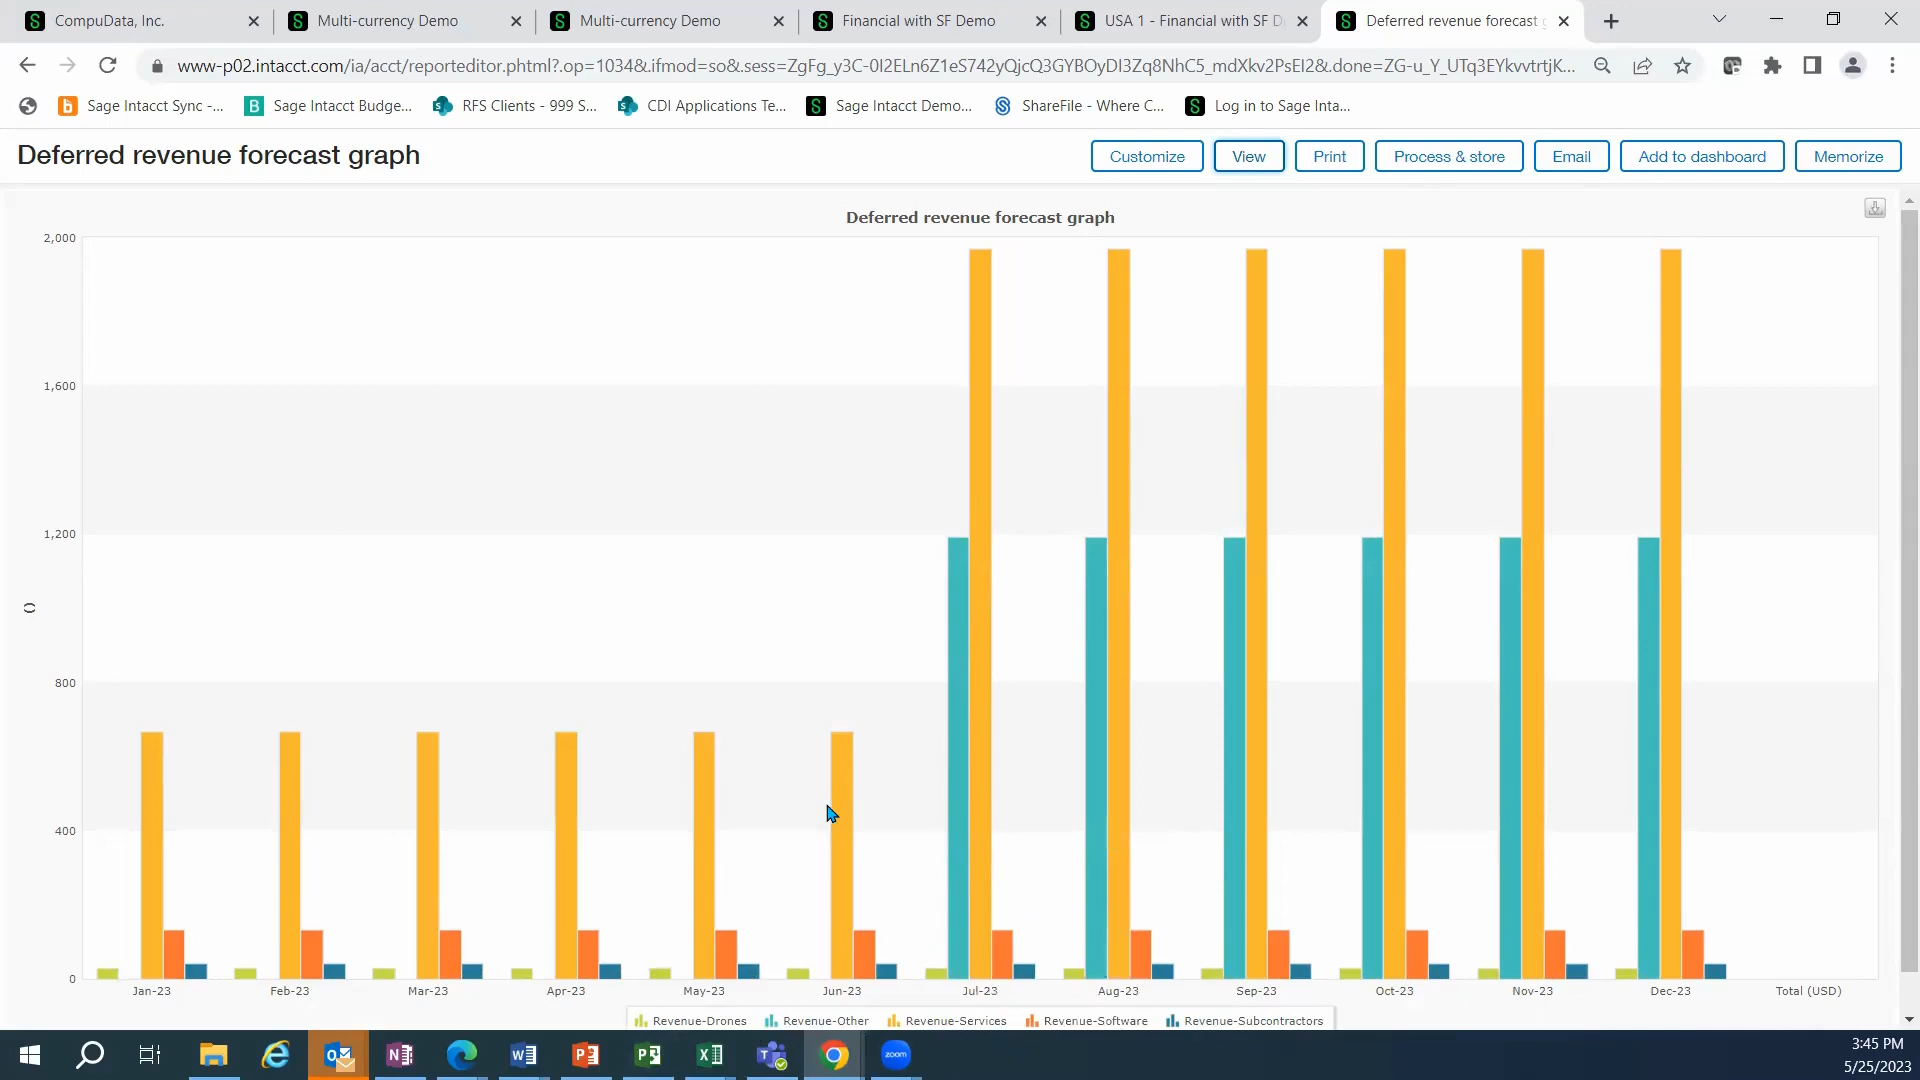 CompuData, Inc.
Multi-currency Demo
Multi-currency Demo
Financial with SF Demo
USA 1 - Financial with SF D
Deferred revenue forecast g
www-p02.intacct.com/ia/acct/reporteditor.phtml?.op=1034&.ifmod=so&.sess=ZgFg_y3C-0I2ELn6Z1eS742yQjcQ3GYBOyDI3Zq8NhC5_mdXkv2PsEI2&.done=ZG-u_Y_UTq3EYkvvtrtjK...
Sage Intacct Sync -...
Sage Intacct Budge...
RFS Clients - 999 S...
CDI Applications Te...
Sage Intacct Demo...
ShareFile - Where C...
Log in to Sage Inta...
Deferred revenue forecast graph
Customize
View
Print
Process & store
Email
Add to dashboard
Memorize
Deferred revenue forecast graph
2,000
1,600
1,200
800
400
0
()
Jan-23
Feb-23
Mar-23
Apr-23
May-23
Jun-23
Jul-23
Aug-23
Sep-23
Oct-23
Nov-23
Dec-23
Total (USD)
Revenue-Drones
Revenue-Other
Revenue-Services
Revenue-Software
Revenue-Subcontractors
zoom
3:45 PM
5/25/2023